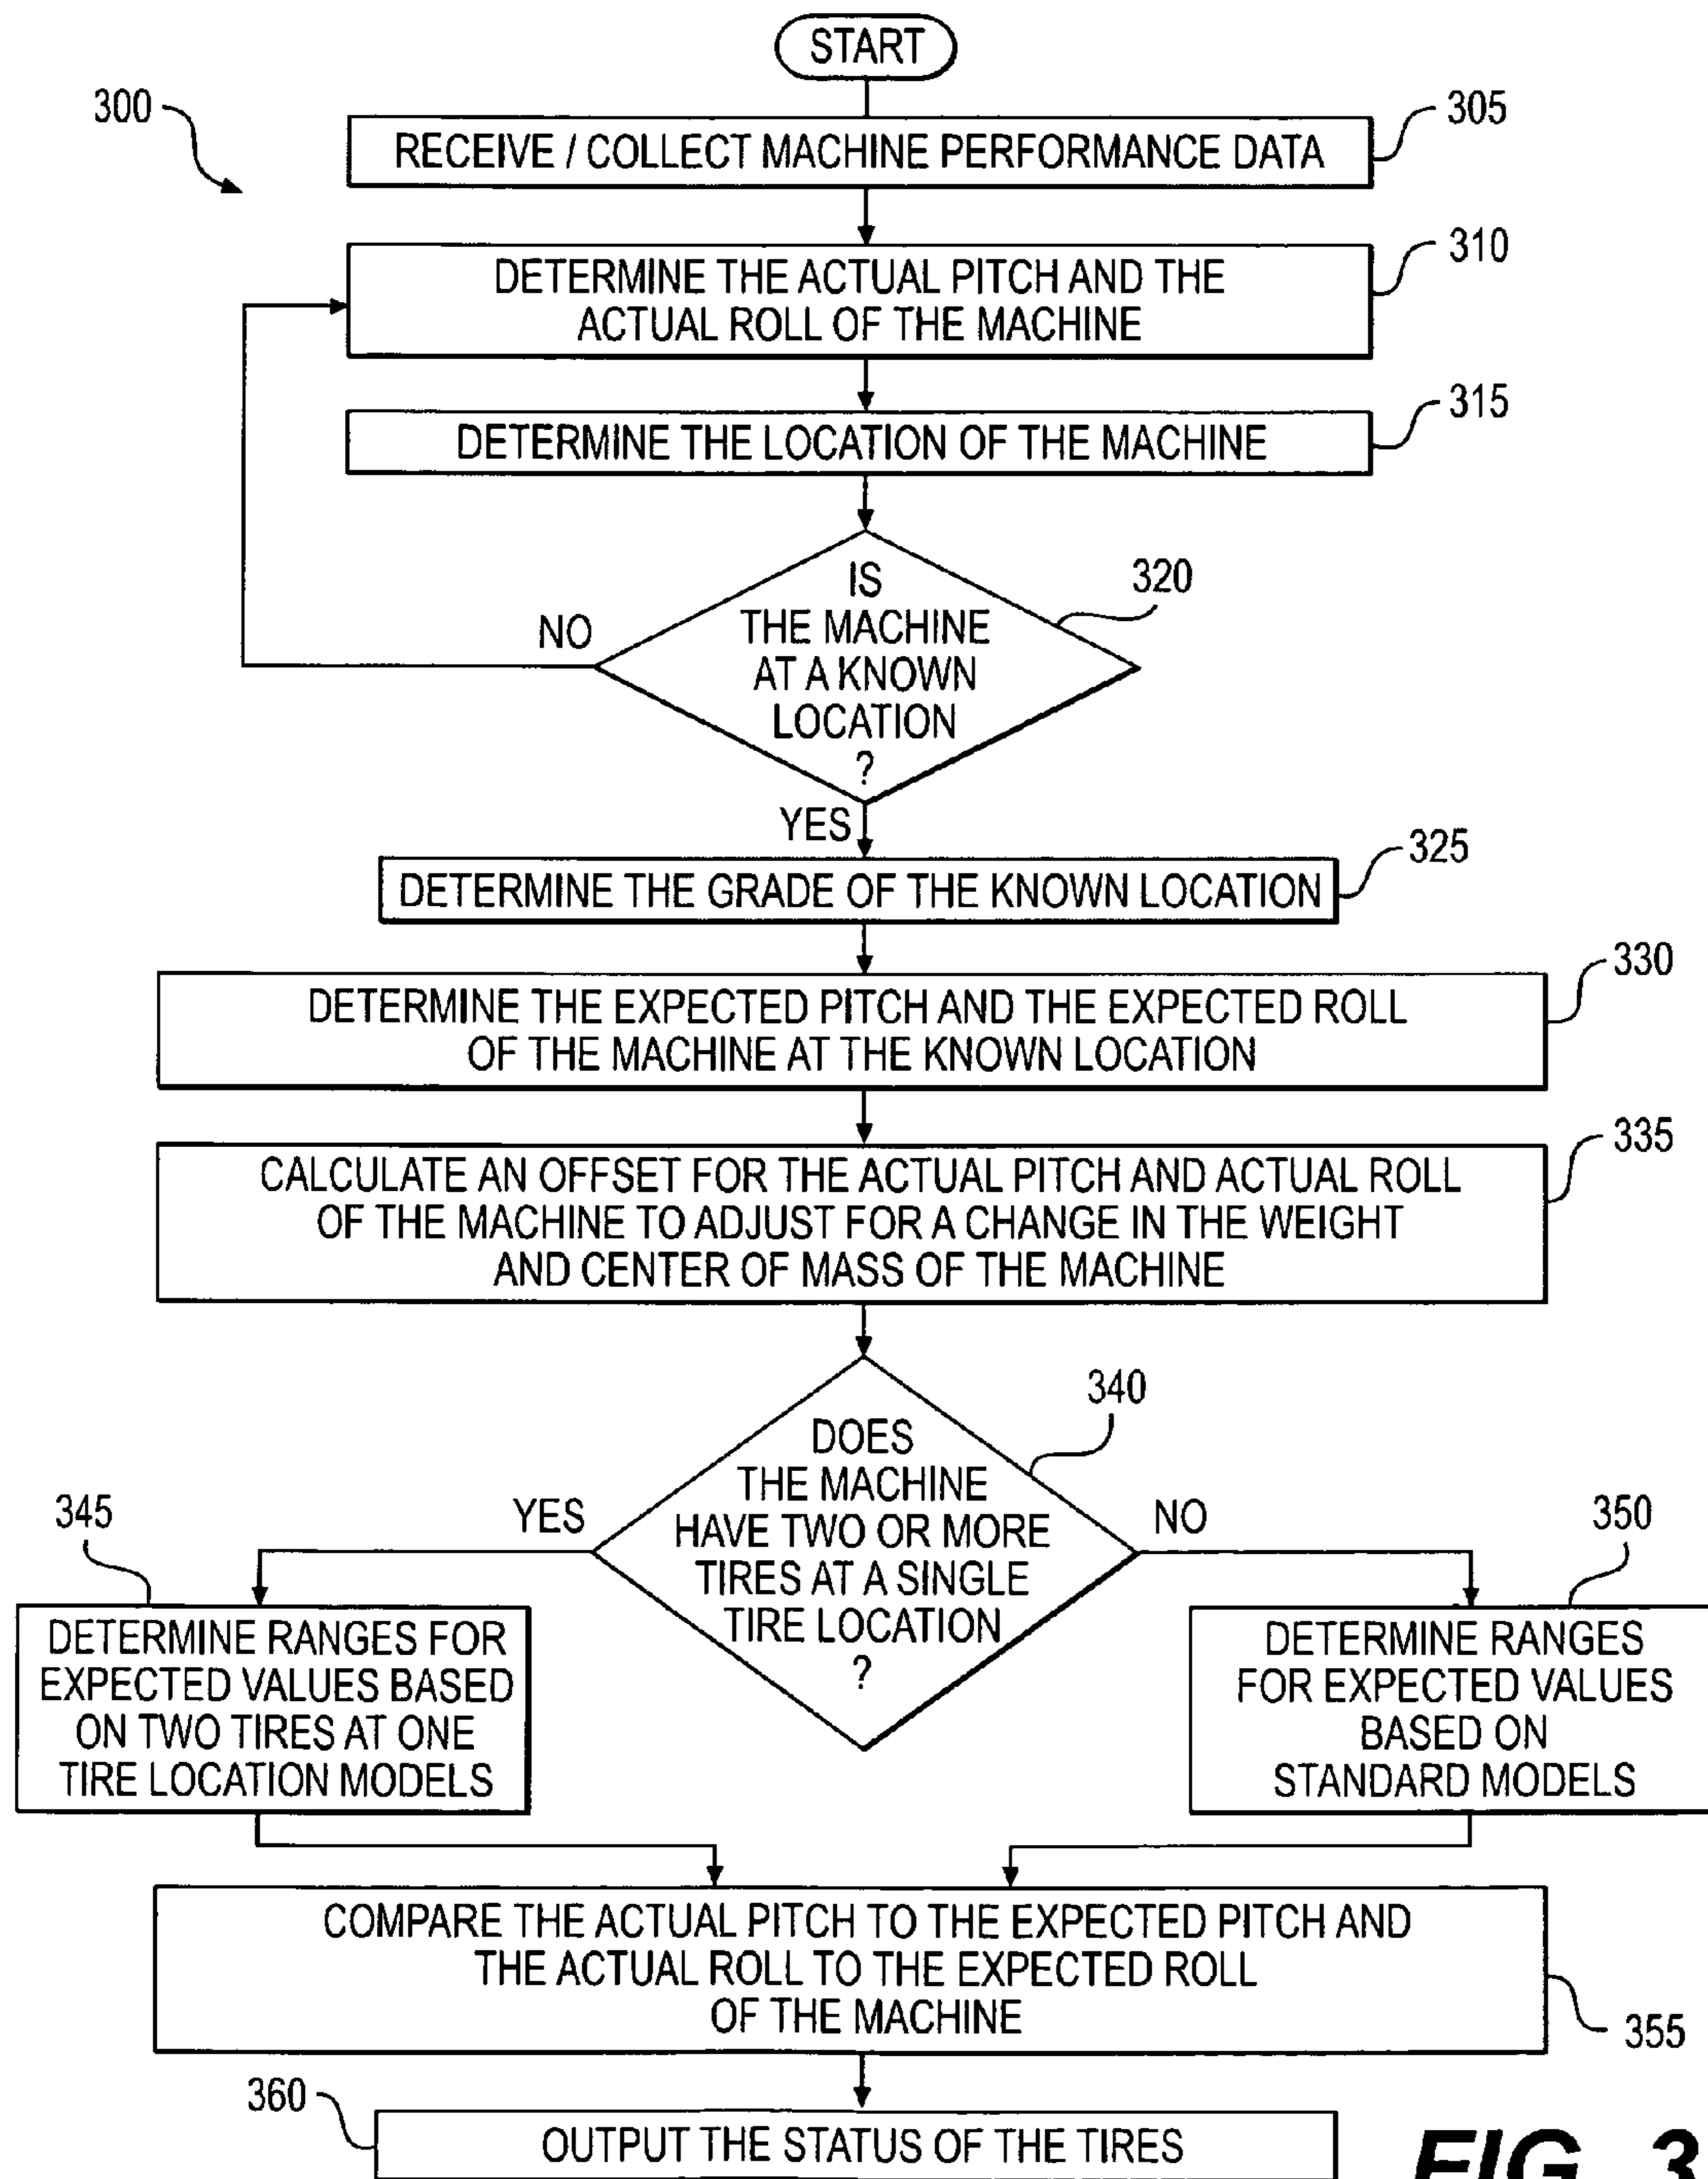 START
300
305
RECEIVE / COLLECT MACHINE PERFORMANCE DATA
310
DETERMINE THE ACTUAL PITCH AND THE
ACTUAL ROLL OF THE MACHINE
315
DETERMINE THE LOCATION OF THE MACHINE
320
IS
THE MACHINE
AT A KNOWN
LOCATION
?
NO
YES
325
DETERMINE THE GRADE OF THE KNOWN LOCATION
330
DETERMINE THE EXPECTED PITCH AND THE EXPECTED ROLL
OF THE MACHINE AT THE KNOWN LOCATION
335
CALCULATE AN OFFSET FOR THE ACTUAL PITCH AND ACTUAL ROLL
OF THE MACHINE TO ADJUST FOR A CHANGE IN THE WEIGHT
AND CENTER OF MASS OF THE MACHINE
340
DOES
THE MACHINE
HAVE TWO OR MORE
TIRES AT A SINGLE
TIRE LOCATION
?
YES
NO
345
DETERMINE RANGES FOR
EXPECTED VALUES BASED
ON TWO TIRES AT ONE
TIRE LOCATION MODELS
350
DETERMINE RANGES
FOR EXPECTED VALUES
BASED ON
STANDARD MODELS
COMPARE THE ACTUAL PITCH TO THE EXPECTED PITCH AND
THE ACTUAL ROLL TO THE EXPECTED ROLL
OF THE MACHINE
355
360
OUTPUT THE STATUS OF THE TIRES
FIG. 3